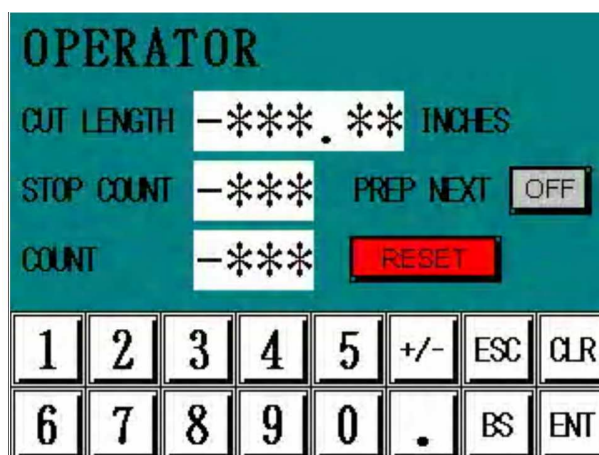 OPERATOR
CUT LENGTH -***.** INCHES
STOP COUNT -*** PREP NEXT OFF
COUNT -*** RESET
1 2 3 4 5 +/- ESC CLR
6 7 8 9 0 . BS ENT